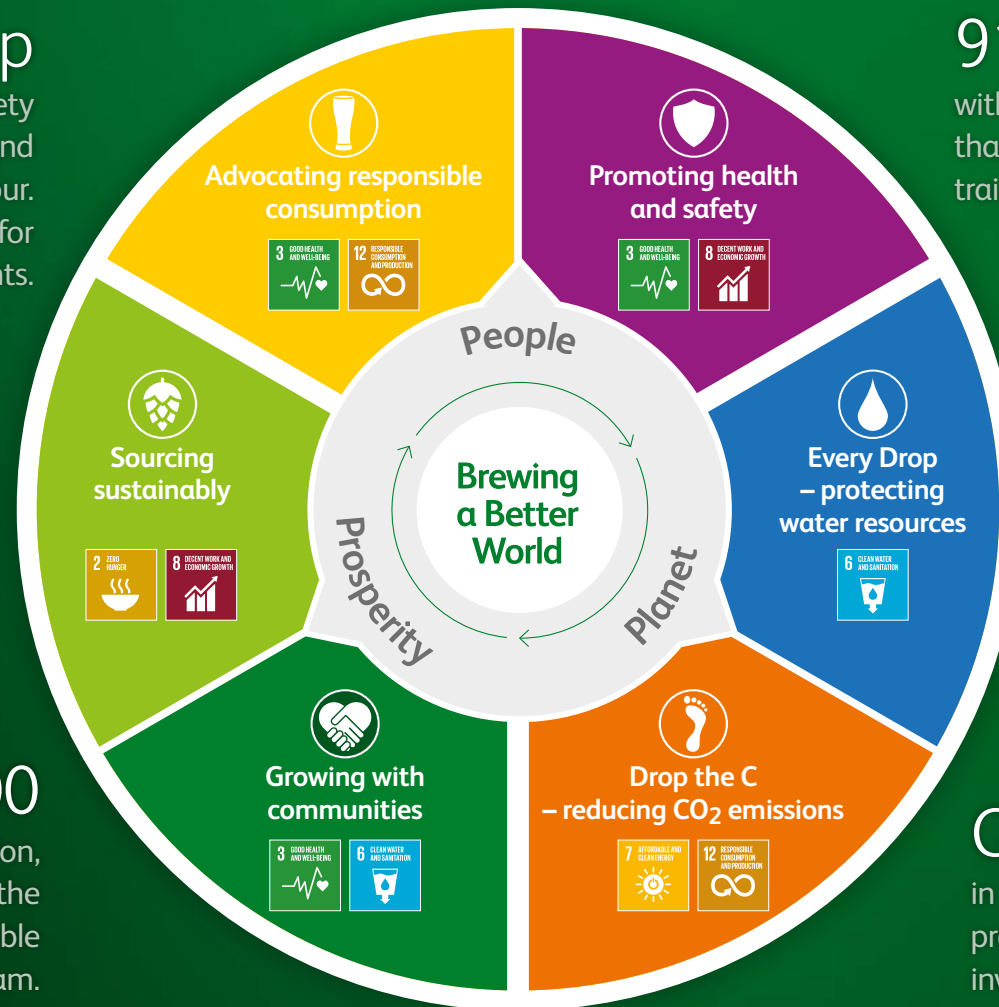 Advocating responsible
consumption
3 GOOD HEALTH
AND WELL-BEING
12 RESPONSIBLE
CONSUMPTION
AND PRODUCTION
Promoting health
and safety
3 GOOD HEALTH
AND WELL-BEING
8 DECENT WORK AND
ECONOMIC GROWTH
Every Drop
– protecting
water resources
6 CLEAN WATER
AND SANITATION
Drop the C
– reducing CO2 emissions
7 AFFORDABLE AND
CLEAN ENERGY
12 RESPONSIBLE
CONSUMPTION
AND PRODUCTION
Growing with
communities
3 GOOD HEALTH
AND WELL-BEING
6 CLEAN WATER
AND SANITATION
Sourcing
sustainably
2 ZERO
HUNGER
8 DECENT WORK AND
ECONOMIC GROWTH
People
Planet
Prosperity
Brewing
a Better
World
for
the
in